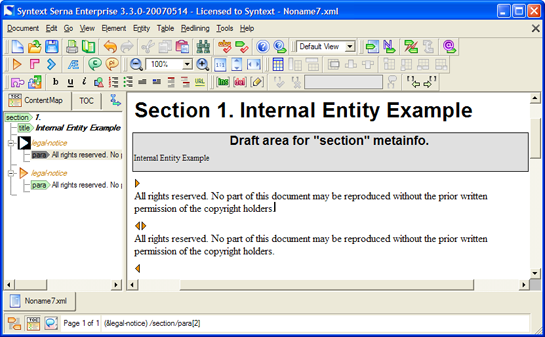 Syntext Serna Enterprise 3.3.0-20070514 - Licensed to Syntext - Noname7.xml
Document Edit Go View Element Entity Table Redlining Tools Help
Default View
100%
b u i URL
ContentMap TOC
section 1.
title Internal Entity Example
legal-notice
para All rights reserved. No
legal-notice
para All rights reserved. No
Section 1. Internal Entity Example
Draft area for "section" metainfo.
Internal Entity Example
All rights reserved. No part of this document may be reproduced without the prior written
permission of the copyright holders
All rights reserved. No part of this document may be reproduced without the prior written
permission of the copyright holders.
Noname7.xml
TOC Page 1 of 1 (&legal-notice) /section/para[2]